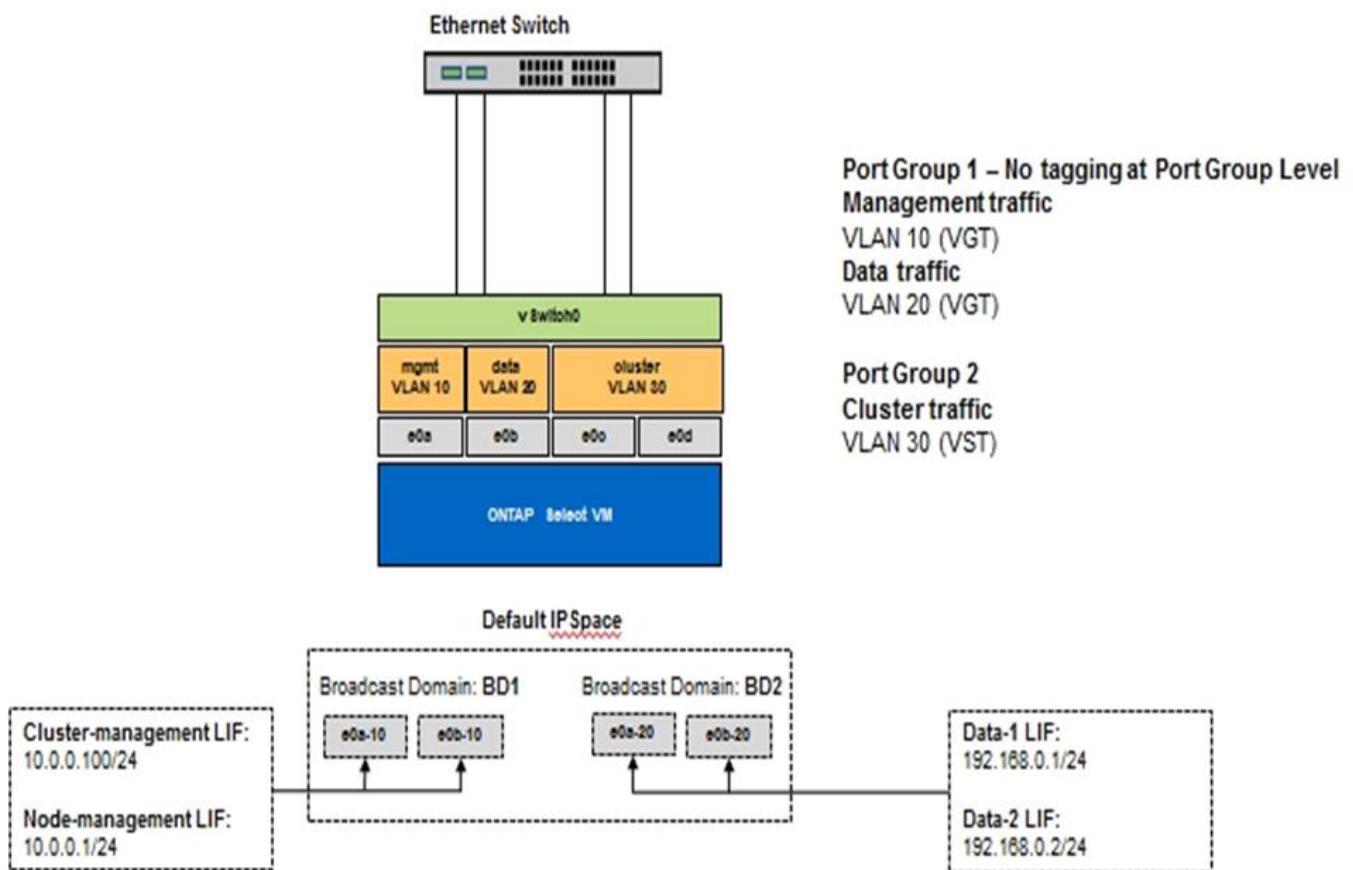 Ethernet Switch
Port Group 1 – No tagging at Port Group Level
Management traffic
VLAN 10 (VGT)
Data traffic
VLAN 20 (VGT)
Port Group 2
Cluster traffic
VLAN 30 (VST)
vSwitch0
mgmt
VLAN 10
data
VLAN 20
cluster
VLAN 30
e0a
e0b
e0c
e0d
ONTAP Select VM
Default IPSpace
Broadcast Domain: BD1
Broadcast Domain: BD2
e0a-10
e0b-10
e0a-20
e0b-20
Cluster-management LIF:
10.0.0.100/24
Node-management LIF:
10.0.0.1/24
Data-1 LIF:
192.168.0.1/24
Data-2 LIF:
192.168.0.2/24